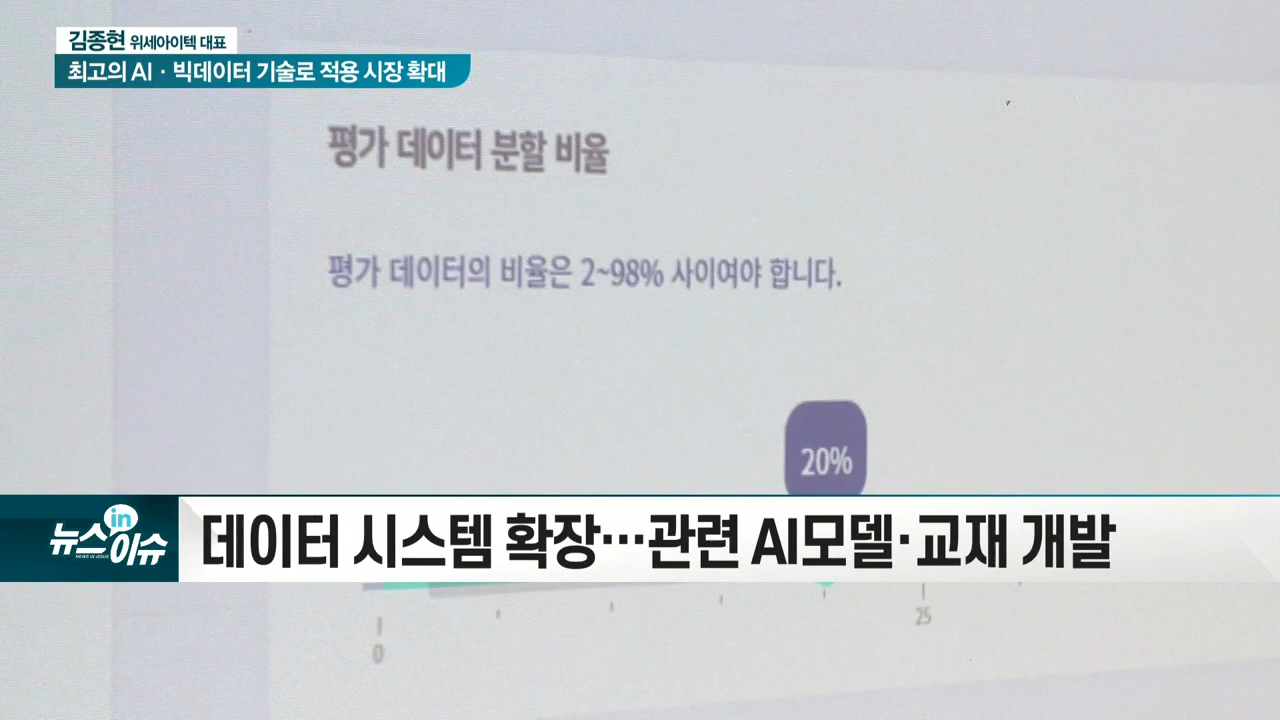 김종현 위세아이텍 대표
최고의 AI · 빅데이터 기술로 적용 시장 확대
평가 데이터 분할 비율
평가 데이터의 비율은 2~98% 사이여야 합니다.
20%
뉴스in이슈
NEWS IN ISSUE
데이터 시스템 확장…관련 AI모델·교재 개발
0
25